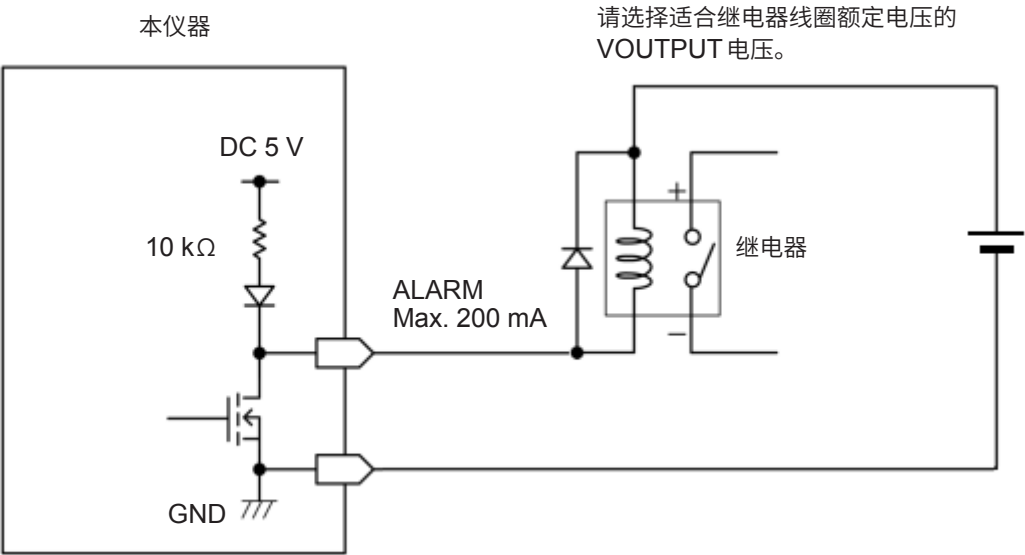 本仪器
请选择适合继电器线圈额定电压的
VOUTPUT 电压。
DC 5 V
10 kΩ
+
继电器
ALARM
Max. 200 mA
−
GND